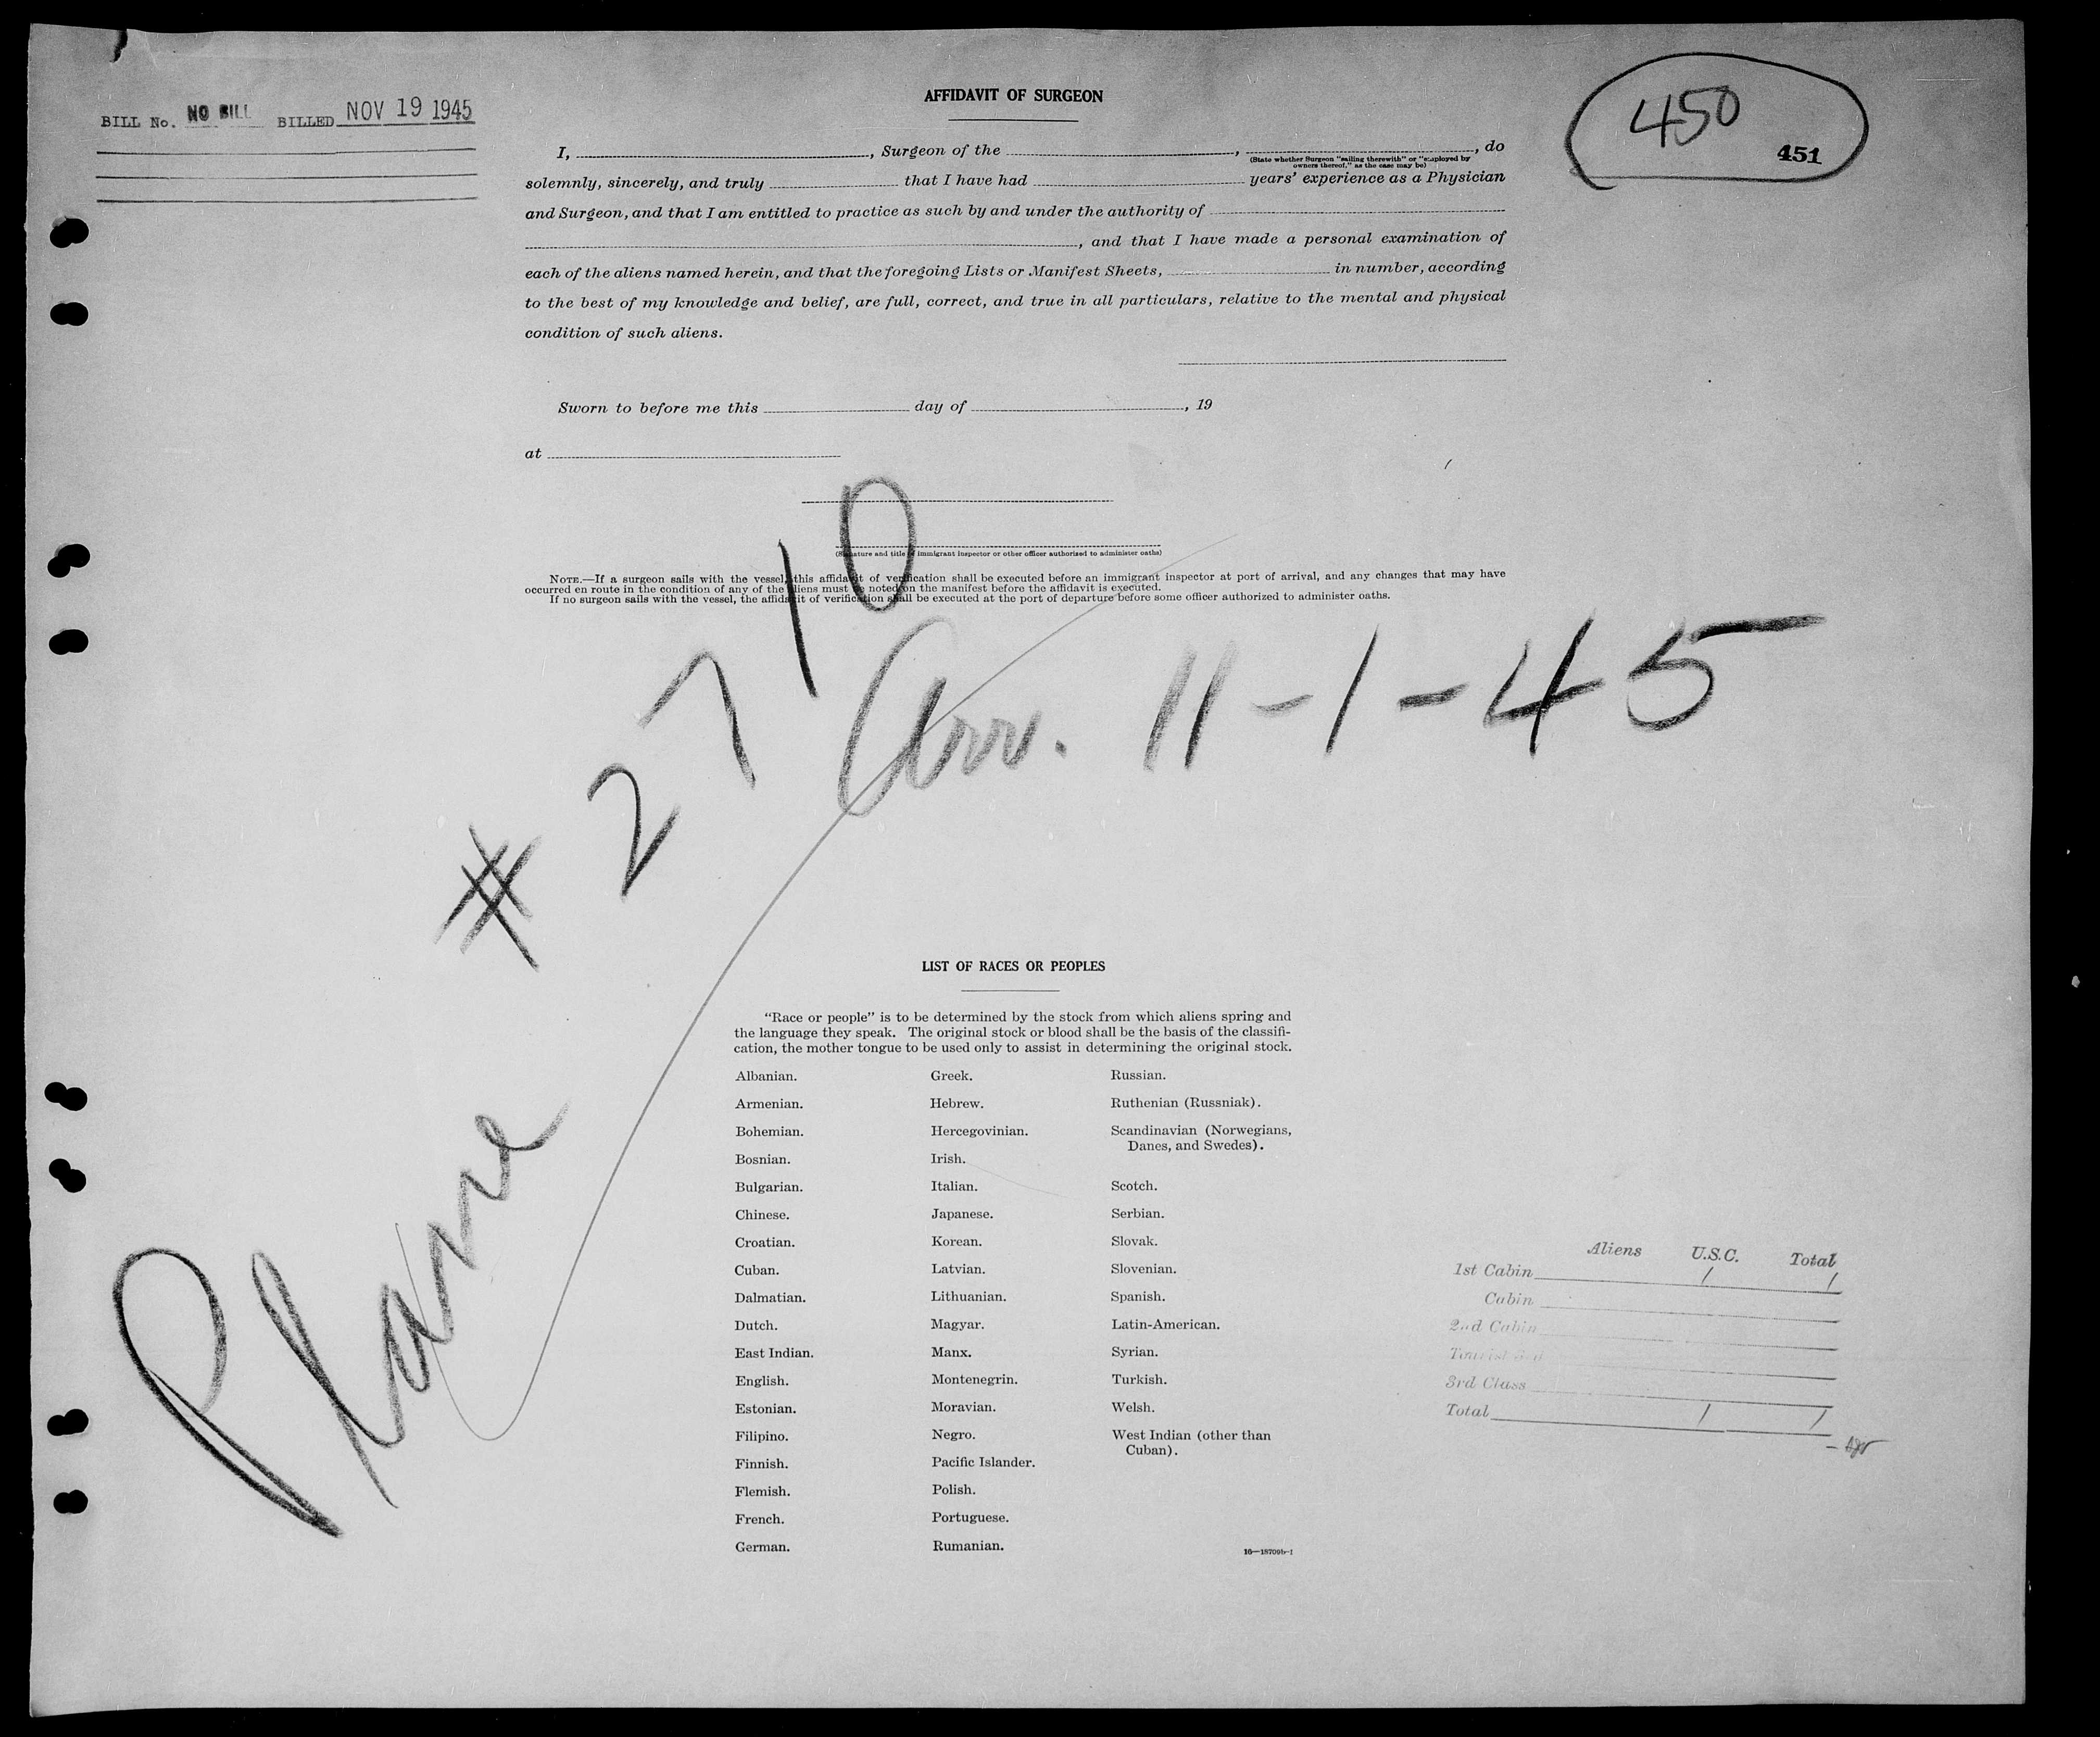 BILL No. NO BILL BILLED NOV 19 1945
AFFIDAVIT OF SURGEON
450
451
I, , Surgeon of the , , do
(State whether Surgeon "sailing therewith" or "employed by
owners thereof," as the case may be)
solemnly, sincerely, and truly that I have had years' experience as a Physician
and Surgeon, and that I am entitled to practice as such by and under the authority of
, and that I have made a personal examination of
each of the aliens named herein, and that the foregoing Lists or Manifest Sheets, in number, according
to the best of my knowledge and belief, are full, correct, and true in all particulars, relative to the mental and physical
condition of such aliens.
Sworn to before me this day of , 19
at
(Signature and title of immigrant inspector or other officer authorized to administer oaths)
NOTE.—If a surgeon sails with the vessel, this affidavit of verification shall be executed before an immigrant inspector at port of arrival, and any changes that may have
occurred en route in the condition of any of the aliens must be noted on the manifest before the affidavit is executed.
If no surgeon sails with the vessel, the affidavit of verification shall be executed at the port of departure before some officer authorized to administer oaths.
Plane # 2710
Arr. 11-1-45
LIST OF RACES OR PEOPLES
"Race or people" is to be determined by the stock from which aliens spring and
the language they speak. The original stock or blood shall be the basis of the classifi-
cation, the mother tongue to be used only to assist in determining the original stock.
Albanian.
Armenian.
Bohemian.
Bosnian.
Bulgarian.
Chinese.
Croatian.
Cuban.
Dalmatian.
Dutch.
East Indian.
English.
Estonian.
Filipino.
Finnish.
Flemish.
French.
German.
Greek.
Hebrew.
Hercegovinian.
Irish.
Italian.
Japanese.
Korean.
Latvian.
Lithuanian.
Magyar.
Manx.
Montenegrin.
Moravian.
Negro.
Pacific Islander.
Polish.
Portuguese.
Rumanian.
Russian.
Ruthenian (Russniak).
Scandinavian (Norwegians,
Danes, and Swedes).
Scotch.
Serbian.
Slovak.
Slovenian.
Spanish.
Latin-American.
Syrian.
Turkish.
Welsh.
West Indian (other than
Cuban).
16—18709b-1
Aliens U.S.C. Total
1st Cabin 1 1
Cabin
2nd Cabin
Tourist
3rd Class
Total 1 1